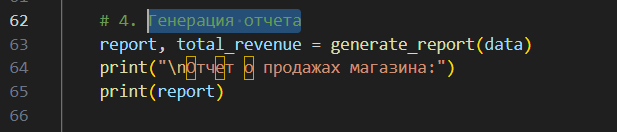 62 # 4. Генерация отчета
63 report, total_revenue = generate_report(data)
64 print("\nОтчет о продажах магазина:")
65 print(report)
66